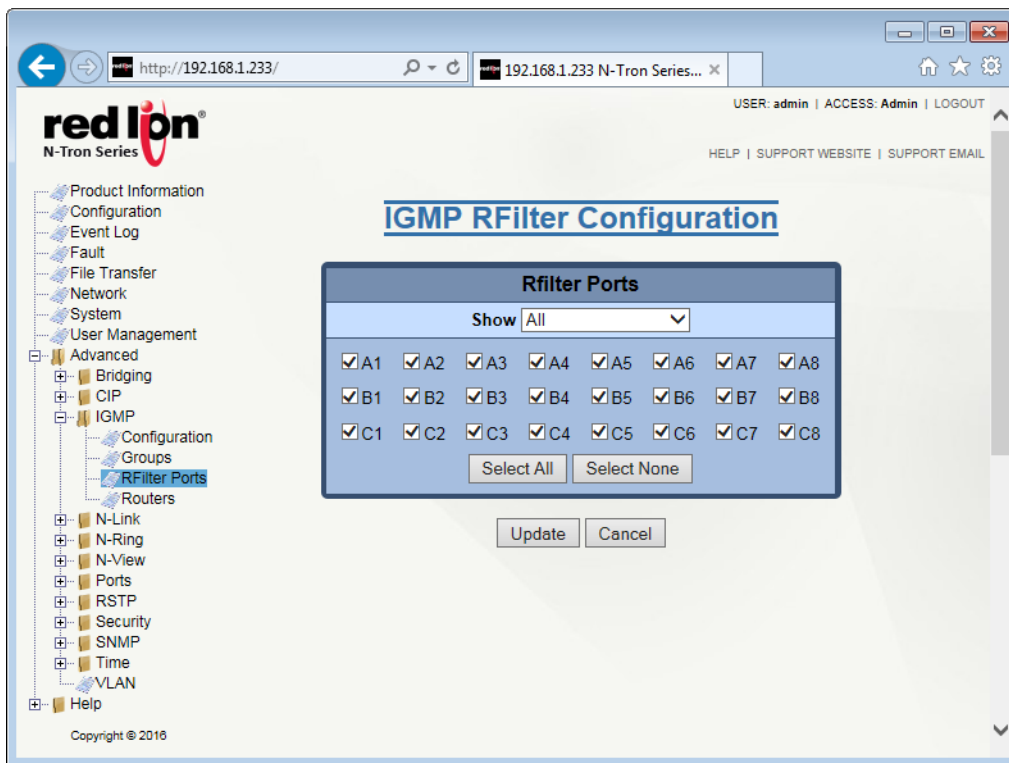 http://192.168.1.233/
192.168.1.233 N-Tron Series...
USER: admin | ACCESS: Admin | LOGOUT
red lion®
N-Tron Series
HELP | SUPPORT WEBSITE | SUPPORT EMAIL
Product Information
Configuration
Event Log
Fault
File Transfer
Network
System
User Management
Advanced
Bridging
CIP
IGMP
Configuration
Groups
RFilter Ports
Routers
N-Link
N-Ring
N-View
Ports
RSTP
Security
SNMP
Time
VLAN
Help
Copyright © 2016
IGMP RFilter Configuration
Rfilter Ports
Show All
A1 A2 A3 A4 A5 A6 A7 A8
B1 B2 B3 B4 B5 B6 B7 B8
C1 C2 C3 C4 C5 C6 C7 C8
Select All Select None
Update Cancel